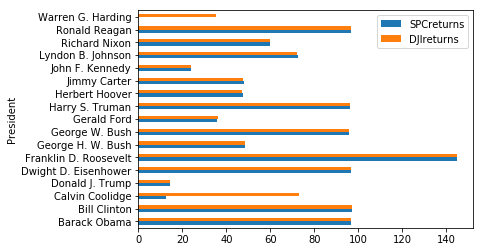 Warren G. Harding
Ronald Reagan
Richard Nixon
Lyndon B. Johnson
John F. Kennedy
Jimmy Carter
Herbert Hoover
Harry S. Truman
Gerald Ford
George W. Bush
George H. W. Bush
Franklin D. Roosevelt
Dwight D. Eisenhower
Donald J. Trump
Calvin Coolidge
Bill Clinton
Barack Obama
President
SPCreturns
DJIreturns
0 20 40 60 80 100 120 140